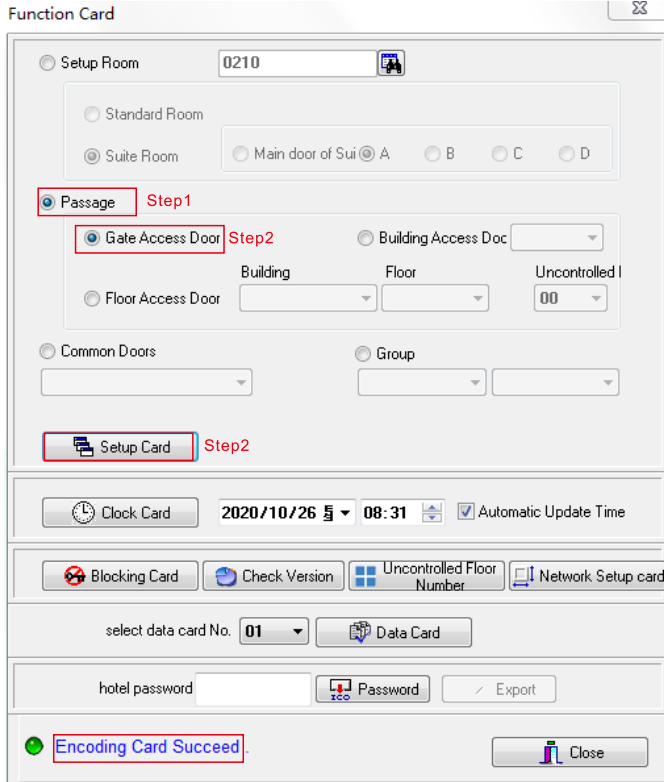 Function Card
Setup Room 0210
Standard Room
Suite Room Main door of Sui A B C D
Passage Step1
Gate Access Door Step2 Building Access Doc
Building Floor Uncontrolled
Floor Access Door 00
Common Doors Group
Setup Card Step2
Clock Card 2020/10/26 08:31 Automatic Update Time
Blocking Card Check Version Uncontrolled Floor Number Network Setup card
select data card No. 01 Data Card
hotel password ICO Password Export
Encoding Card Succeed . Close